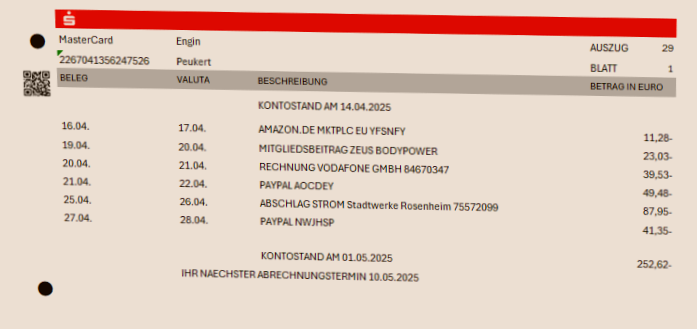 MasterCard Engin AUSZUG 29
2267041356247526 Peukert BLATT 1
BELEG VALUTA BESCHREIBUNG BETRAG IN EURO
KONTOSTAND AM 14.04.2025
16.04. 17.04. AMAZON.DE MKTPLC EU YFSNFY 11,28-
19.04. 20.04. MITGLIEDSBEITRAG ZEUS BODYPOWER 23,03-
20.04. 21.04. RECHNUNG VODAFONE GMBH 84670347 39,53-
21.04. 22.04. PAYPAL AOCDEY 49,48-
25.04. 26.04. ABSCHLAG STROM Stadtwerke Rosenheim 75572099 87,95-
27.04. 28.04. PAYPAL NWJHSP 41,35-
KONTOSTAND AM 01.05.2025 252,62-
IHR NAECHSTER ABRECHNUNGSTERMIN 10.05.2025